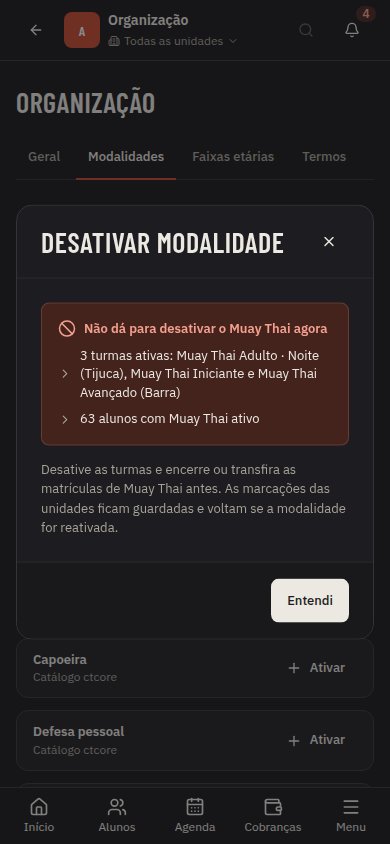 A
Organização
Todas as unidades
4
ORGANIZAÇÃO
Geral
Modalidades
Faixas etárias
Termos
DESATIVAR MODALIDADE
Não dá para desativar o Muay Thai agora
3 turmas ativas: Muay Thai Adulto · Noite
(Tijuca), Muay Thai Iniciante e Muay Thai
Avançado (Barra)
63 alunos com Muay Thai ativo
Desative as turmas e encerre ou transfira as
matrículas de Muay Thai antes. As marcações das
unidades ficam guardadas e voltam se a modalidade
for reativada.
Entendi
Capoeira
Catálogo ctcore
Ativar
Defesa pessoal
Catálogo ctcore
Ativar
Início
Alunos
Agenda
Cobranças
Menu